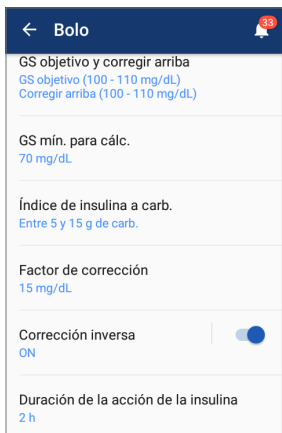 Bolo
33
GS objetivo y corregir arriba
GS objetivo (100 - 110 mg/dL)
Corregir arriba (100 - 110 mg/dL)
GS mín. para cálc.
70 mg/dL
Índice de insulina a carb.
Entre 5 y 15 g de carb.
Factor de corrección
15 mg/dL
Corrección inversa
ON
Duración de la acción de la insulina
2 h